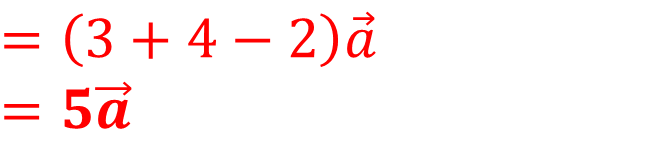 = (3 + 4 − 2)a⃗
= 5a⃗